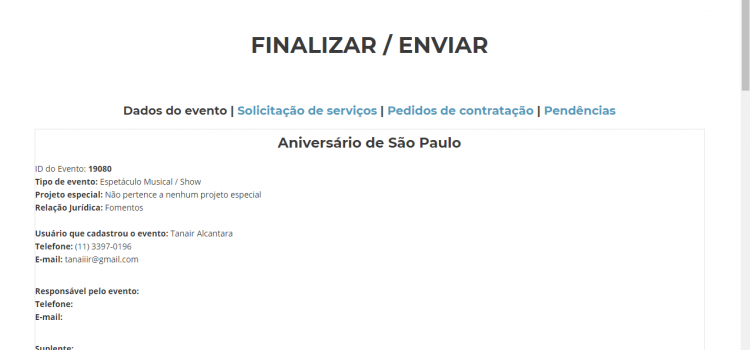 FINALIZAR / ENVIAR
Dados do evento | Solicitação de serviços | Pedidos de contratação | Pendências
Aniversário de São Paulo
ID do Evento: 19080
Tipo de evento: Espetáculo Musical / Show
Projeto especial: Não pertence a nenhum projeto especial
Relação Jurídica: Fomentos
Usuário que cadastrou o evento: Tanair Alcantara
Telefone: (11) 3397-0196
E-mail: tanaiiir@gmail.com
Responsável pelo evento:
Telefone:
E-mail:
Suplente: